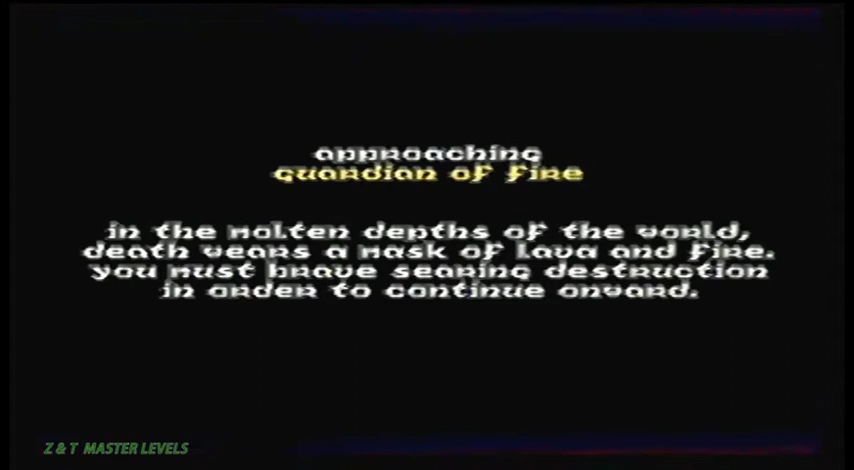 approaching
guardian of fire
in the molten depths of the world,
death wears a mask of lava and fire.
you must brave searing destruction
in order to continue onward.
Z & T MASTER LEVELS